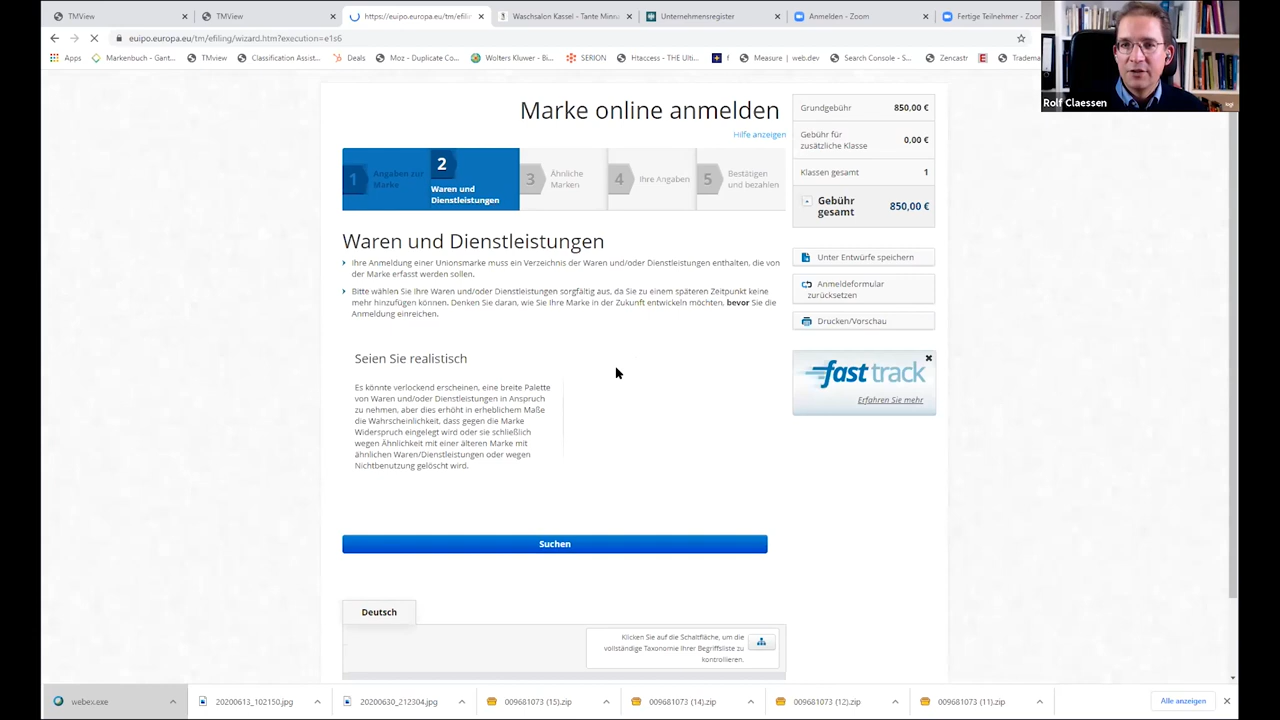 TMView
TMView
https://euipo.europa.eu/tm/efilin
Waschsalon Kassel - Tante Minna
Unternehmensregister
Anmelden - Zoom
Fertige Teilnehmer - Zoom
euipo.europa.eu/tm/efiling/wizard.htm?execution=e1s6
Apps
Markenbuch - Gant...
TMview
Classification Assist...
Deals
Moz - Duplicate Co...
Wolters Kluwer - Bi...
SERION
Htaccess - THE Ulti...
f
Measure | web.dev
Search Console - S...
Zencastr
Tradema
Rolf Claessen
Marke online anmelden
Hilfe anzeigen
1 Angaben zur Marke
2 Waren und Dienstleistungen
3 Ähnliche Marken
4 Ihre Angaben
5 Bestätigen und bezahlen
Grundgebühr 850,00 €
Gebühr für
zusätzliche Klasse 0,00 €
Klassen gesamt 1
Gebühr
gesamt 850,00 €
Waren und Dienstleistungen
Ihre Anmeldung einer Unionsmarke muss ein Verzeichnis der Waren und/oder Dienstleistungen enthalten, die von
der Marke erfasst werden sollen.
Bitte wählen Sie Ihre Waren und/oder Dienstleistungen sorgfältig aus, da Sie zu einem späteren Zeitpunkt keine
mehr hinzufügen können. Denken Sie daran, wie Sie Ihre Marke in der Zukunft entwickeln möchten, bevor Sie die
Anmeldung einreichen.
Unter Entwürfe speichern
Anmeldeformular
zurücksetzen
Drucken/Vorschau
fast track
Erfahren Sie mehr
Seien Sie realistisch
Es könnte verlockend erscheinen, eine breite Palette
von Waren und/oder Dienstleistungen in Anspruch
zu nehmen, aber dies erhöht in erheblichem Maße
die Wahrscheinlichkeit, dass gegen die Marke
Widerspruch eingelegt wird oder sie schließlich
wegen Ähnlichkeit mit einer älteren Marke mit
ähnlichen Waren/Dienstleistungen oder wegen
Nichtbenutzung gelöscht wird.
Suchen
Deutsch
Klicken Sie auf die Schaltfläche, um die
vollständige Taxonomie Ihrer Begriffsliste zu
kontrollieren.
webex.exe
20200613_102150.jpg
20200630_212304.jpg
009681073 (15).zip
009681073 (14).zip
009681073 (12).zip
009681073 (11).zip
Alle anzeigen